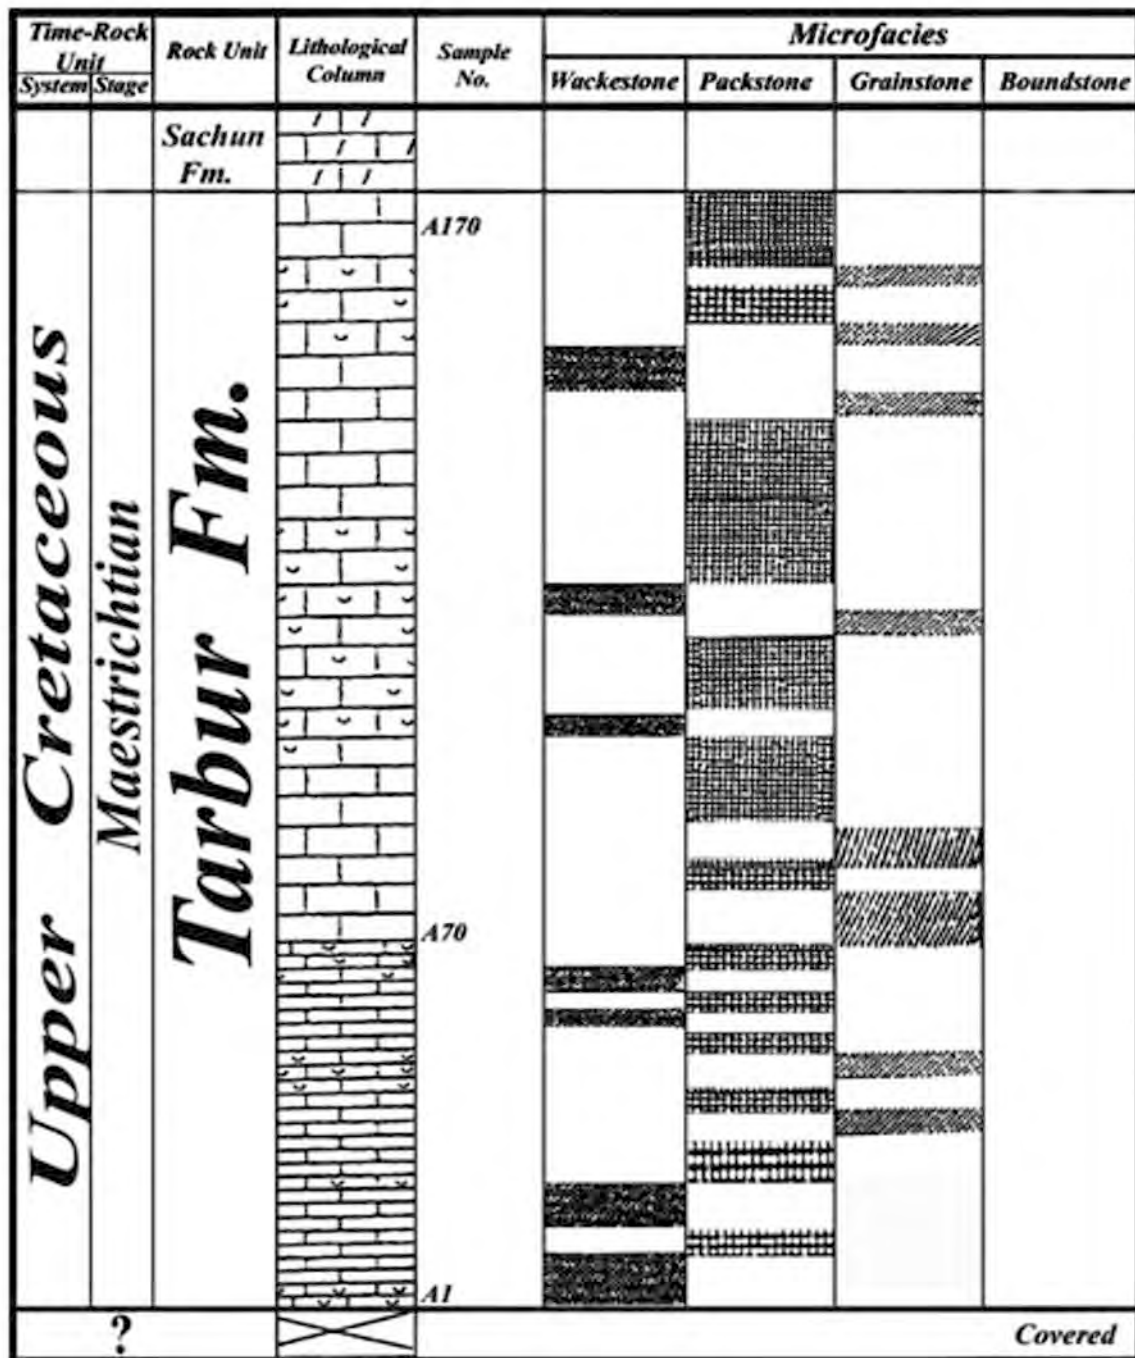 Time-Rock
Unit
System Stage
Rock Unit
Lithological
Column
Sample
No.
Microfacies
Wackestone Packstone Grainstone Boundstone
Sachun
Fm.
A170
Upper Cretaceous
Maestrichtian
Tarbur Fm.
A70
A1
?
Covered